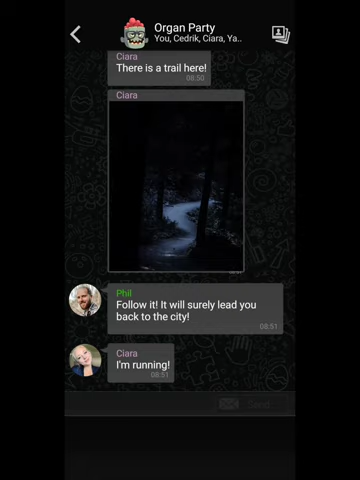 Organ Party
You, Cedrik, Ciara, Ya..
Ciara
There is a trail here!
08.50
Ciara
Phil
Follow it! It will surely lead you
back to the city!
08.51
Ciara
I'm running!
08.51
Send